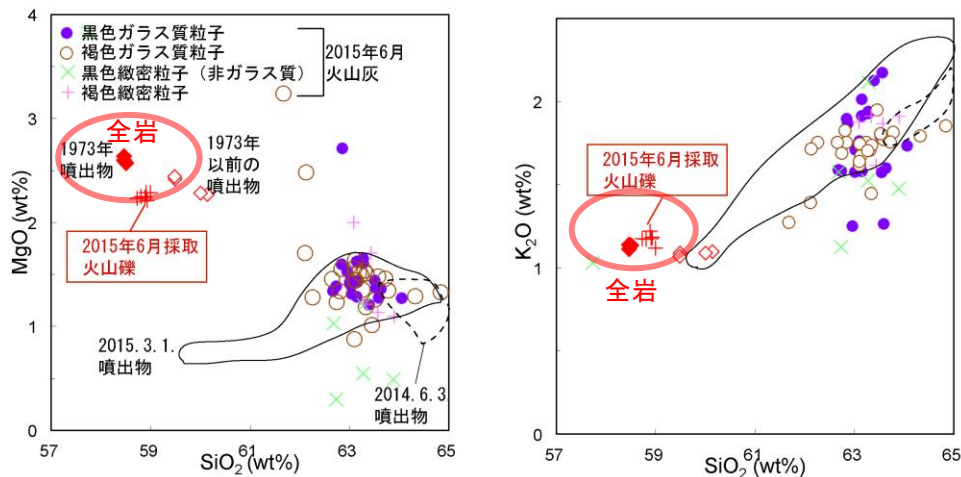 4
3
2
1
0
MgO (wt%)
黒色ガラス質粒子
褐色ガラス質粒子
黒色緻密粒子（非ガラス質）
褐色緻密粒子
2015年6月
火山灰
全岩
1973年
噴出物
1973年
以前の
噴出物
2015年6月採取
火山礫
2015.3.1.
噴出物
2014.6.3.
噴出物
57
59
61
63
65
SiO2 (wt%)
2
1
0
K2O (wt%)
2015年6月採取
火山礫
全岩
57
59
61
63
65
SiO2 (wt%)